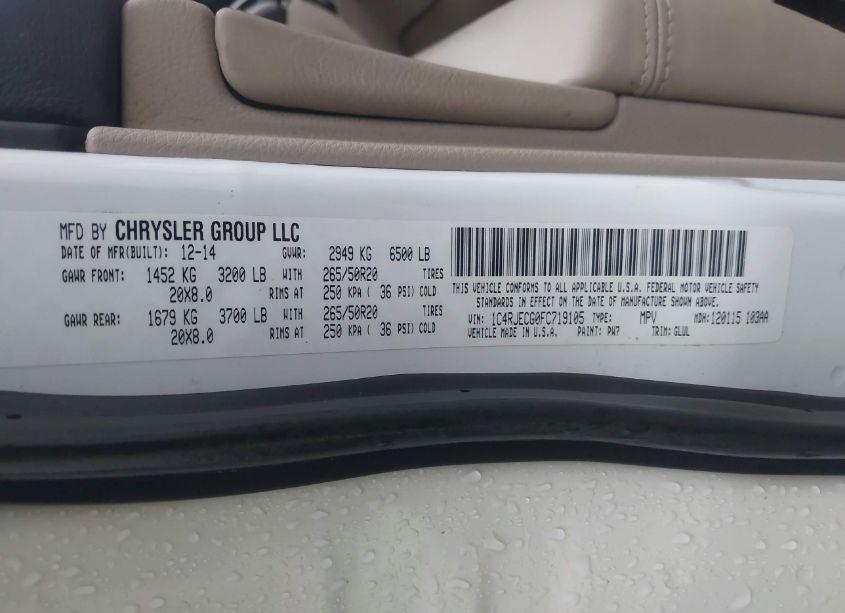 MFD BY CHRYSLER GROUP LLC
DATE OF MFR(BUILT): 12-14 GVWR: 2949 KG 6500 LB
GAWR FRONT: 1452 KG 3200 LB WITH 265/50R20 TIRES
20X8.0 RIMS AT 250 KPA ( 36 PSI) COLD
GAWR REAR: 1679 KG 3700 LB WITH 265/50R20 TIRES
20X8.0 RIMS AT 250 KPA ( 36 PSI) COLD
THIS VEHICLE CONFORMS TO ALL APPLICABLE U.S.A. FEDERAL MOTOR VEHICLE SAFETY
STANDARDS IN EFFECT ON THE DATE OF MANUFACTURE SHOWN ABOVE.
VIN: 1C4RJECG0FC719105 TYPE: MPV MDH: 120115 103AA
VEHICLE MADE IN U.S.A. PAINT: PW7 TRIM: GLUL